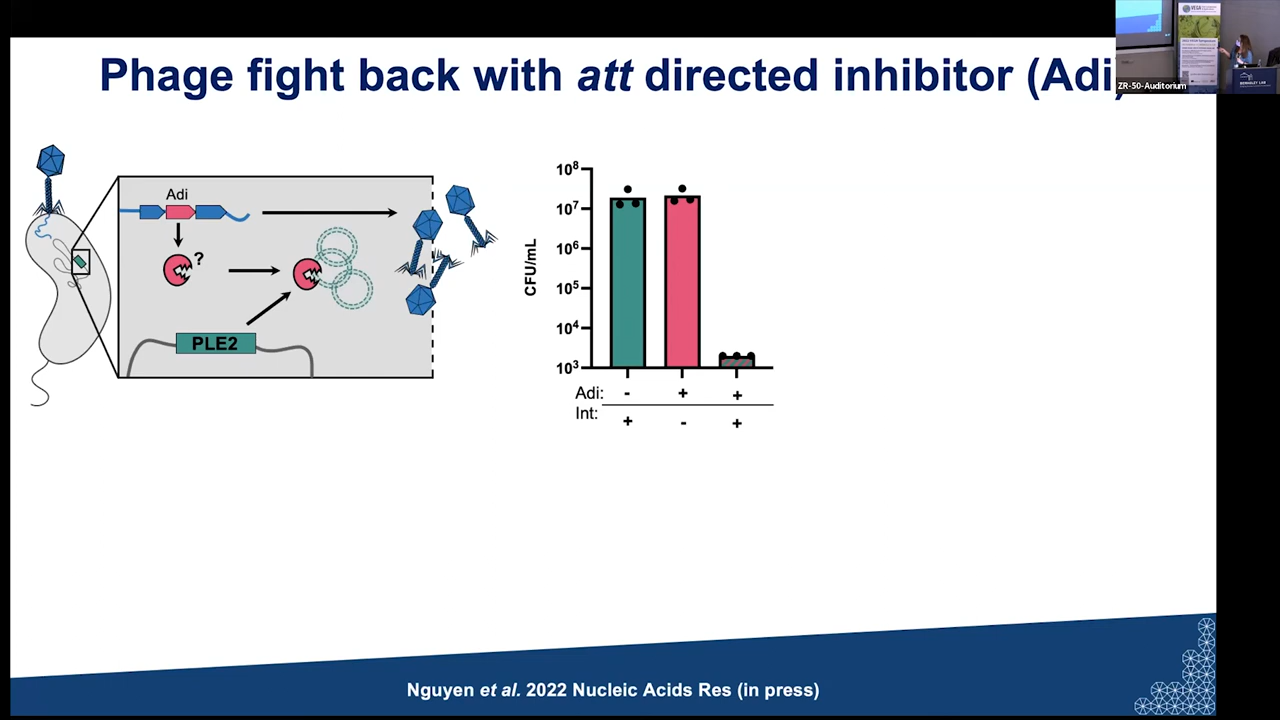 Phage fight back with att directed inhibitor (Adi)
ZR-50-Auditorium
Adi
?
PLE2
CFU/mL
10⁸
10⁷
10⁶
10⁵
10⁴
10³
Adi: - + +
Int: + - +
Nguyen et al. 2022 Nucleic Acids Res (in press)